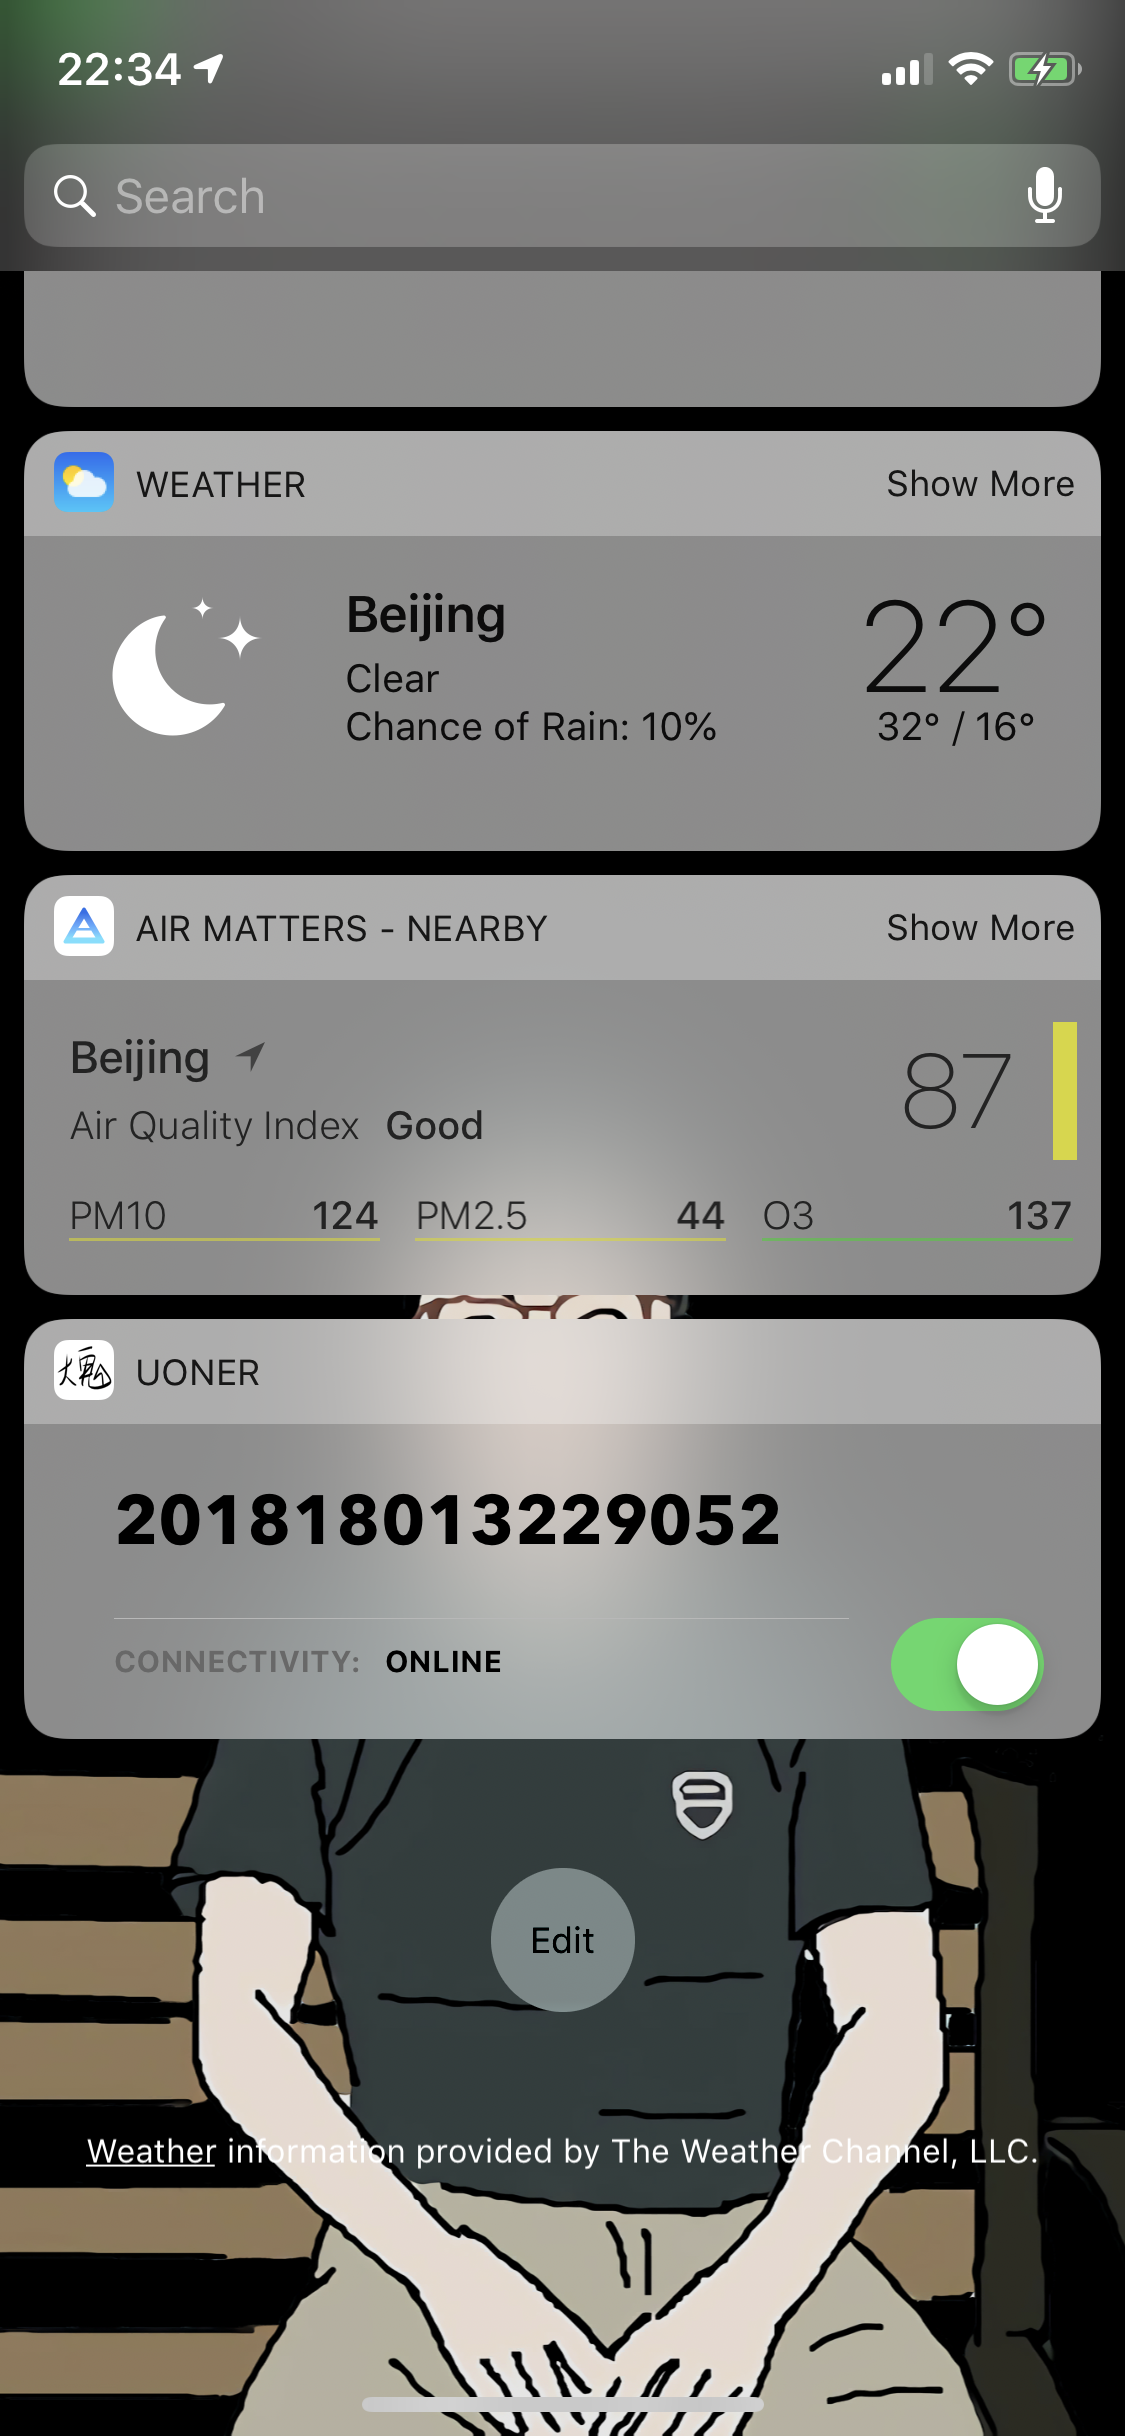 22:34
Search
WEATHER Show More
Beijing 22°
Clear
Chance of Rain: 10% 32° / 16°
AIR MATTERS - NEARBY Show More
Beijing 87
Air Quality Index Good
PM10 124 PM2.5 44 O3 137
UONER
201818013229052
CONNECTIVITY: ONLINE
Edit
Weather information provided by The Weather Channel, LLC.